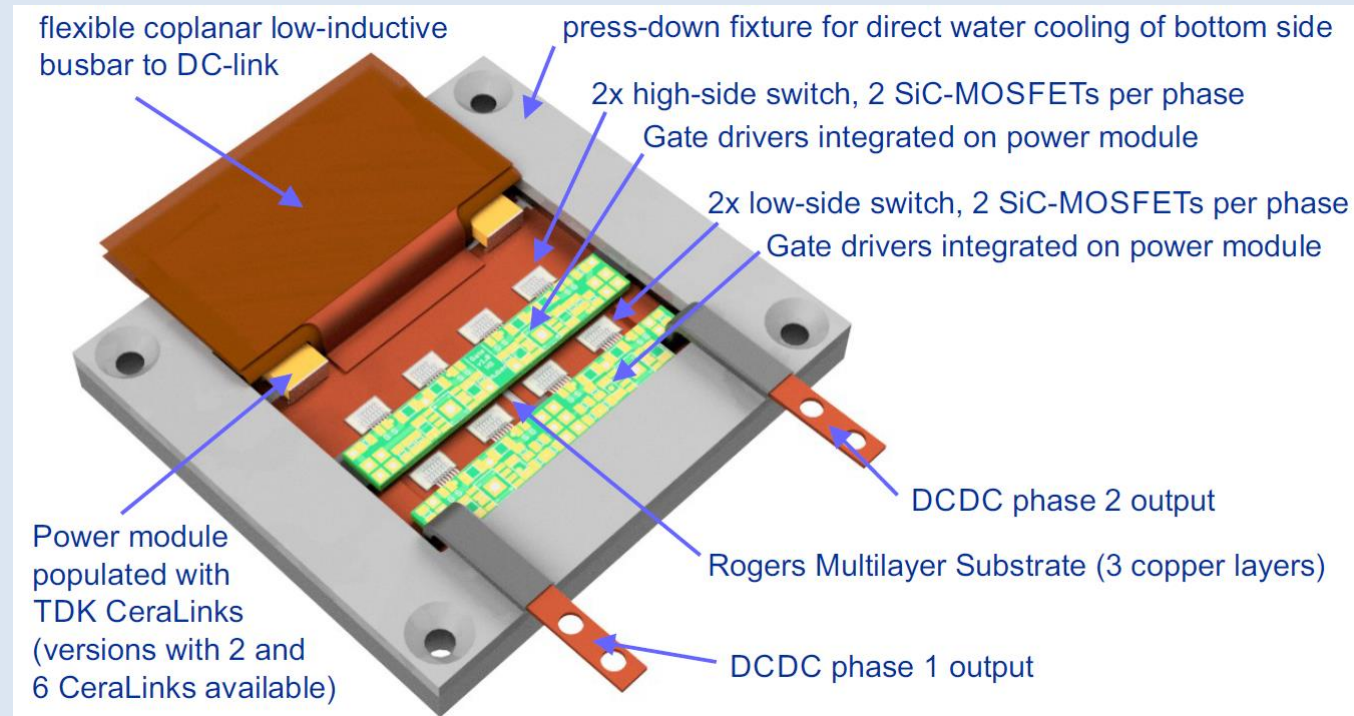 flexible coplanar low-inductive
busbar to DC-link
press-down fixture for direct water cooling of bottom side
2x high-side switch, 2 SiC-MOSFETs per phase
Gate drivers integrated on power module
2x low-side switch, 2 SiC-MOSFETs per phase
Gate drivers integrated on power module
DCDC phase 2 output
Rogers Multilayer Substrate (3 copper layers)
DCDC phase 1 output
Power module
populated with
TDK CeraLinks
(versions with 2 and
6 CeraLinks available)